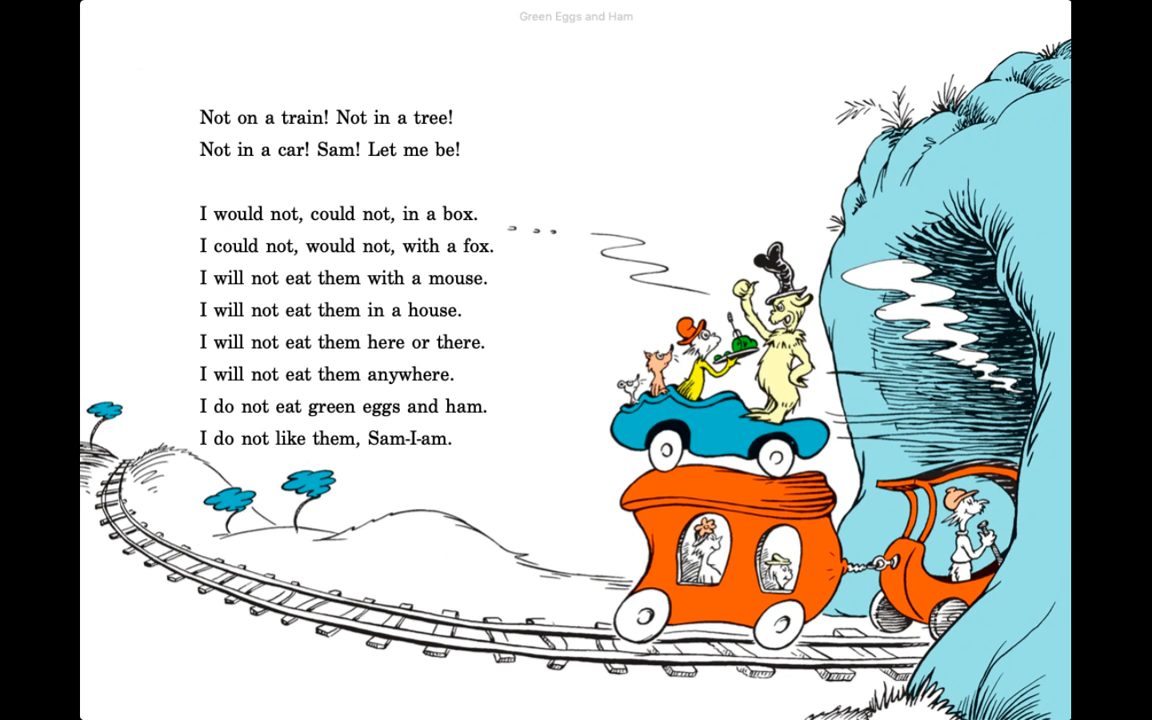 Green Eggs and Ham
Not on a train! Not in a tree!
Not in a car! Sam! Let me be!
I would not, could not, in a box.
I could not, would not, with a fox.
I will not eat them with a mouse.
I will not eat them in a house.
I will not eat them here or there.
I will not eat them anywhere.
I do not eat green eggs and ham.
I do not like them, Sam-I-am.